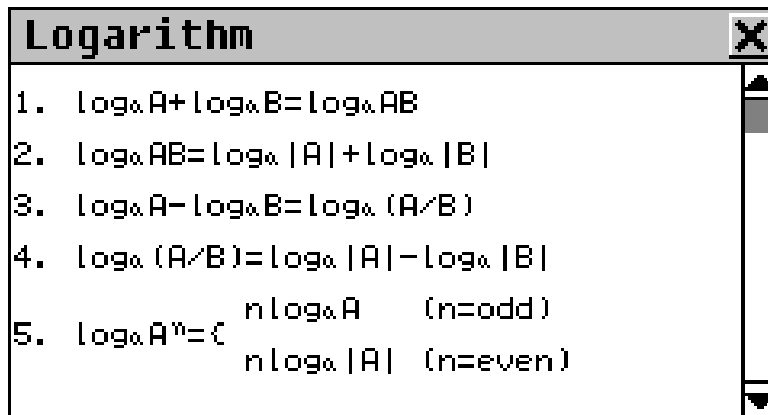 Logarithm
1. logₐA+logₐB=logₐAB
2. logₐAB=logₐ|A|+logₐ|B|
3. logₐA-logₐB=logₐ(A/B)
4. logₐ(A/B)=logₐ|A|-logₐ|B|
5. logₐAⁿ={ nlogₐA (n=odd)
nlogₐ|A| (n=even)